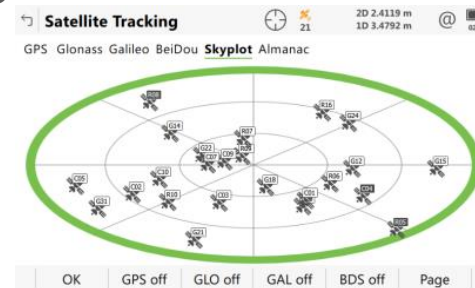 Satellite Tracking
21
2D 2.4119 m
1D 3.4792 m
@
GPS Glonass Galileo BeiDou Skyplot Almanac
R08
R16
G24
G14
R07
G22
C07
C09
R09
G12
G15
C05
C10
G18
R06
C02
C04
G31
R10
C03
C01
R05
G21
OK GPS off GLO off GAL off BDS off Page